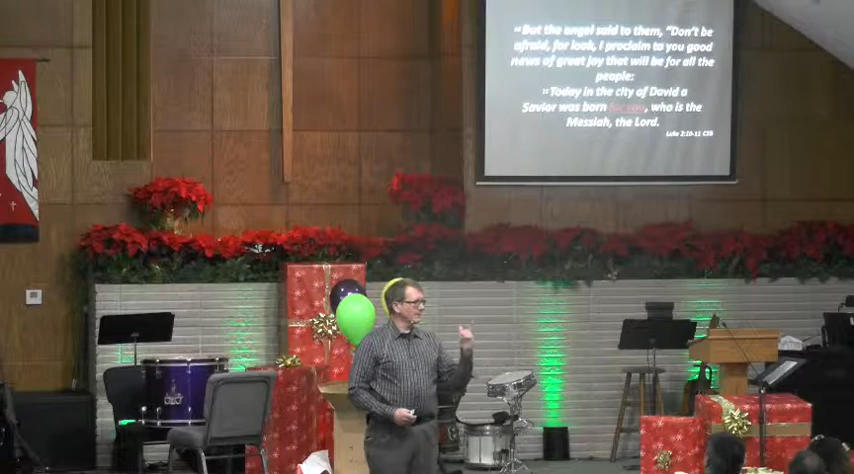 ¹⁰ But the angel said to them, "Don't be
afraid, for look, I proclaim to you good
news of great joy that will be for all the
people:
¹¹ Today in the city of David a
Savior was born for you, who is the
Messiah, the Lord.
Luke 2:10-11 CSB